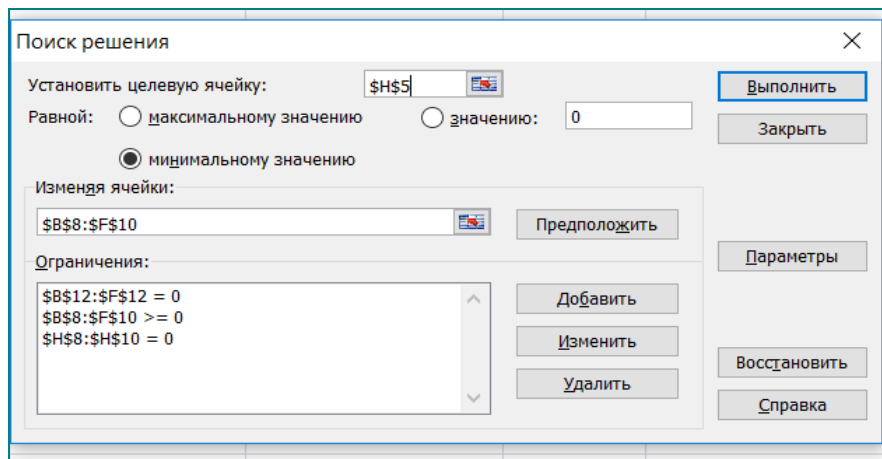 Поиск решения
Установить целевую ячейку: $H$5
Выполнить
Равной: максимальному значению значению: 0
Закрыть
минимальному значению
Изменяя ячейки:
$B$8:$F$10
Предположить
Параметры
Ограничения:
$B$12:$F$12 = 0
$B$8:$F$10 >= 0
$H$8:$H$10 = 0
Добавить
Изменить
Удалить
Восстановить
Справка